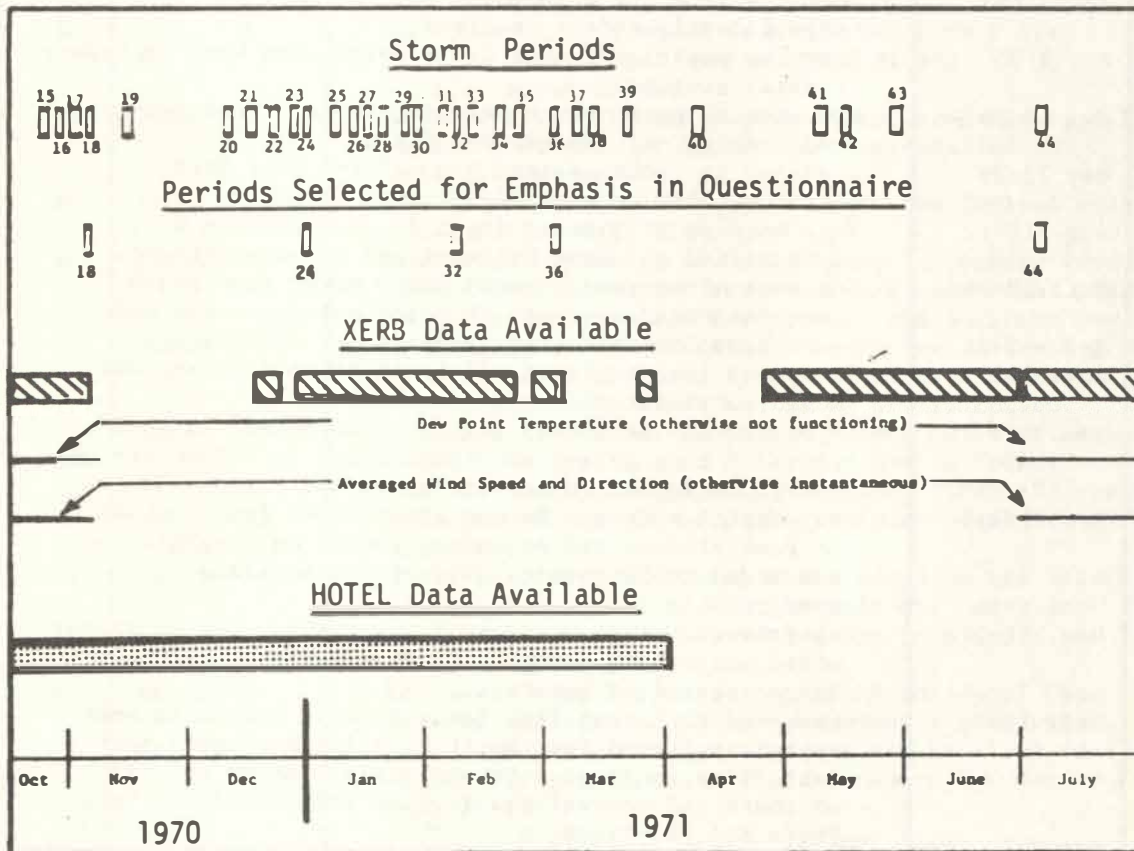 Storm Periods
15 17 19 21 23 25 27 29 31 33 35 37 39 41 43
16 18 20 22 24 26 28 30 32 34 36 38 40 42 44
Periods Selected for Emphasis in Questionnaire
18 24 32 36 44
XERB Data Available
Dew Point Temperature (otherwise not functioning)
Averaged Wind Speed and Direction (otherwise instantaneous)
HOTEL Data Available
Oct Nov Dec Jan Feb Mar Apr May June July
1970 1971